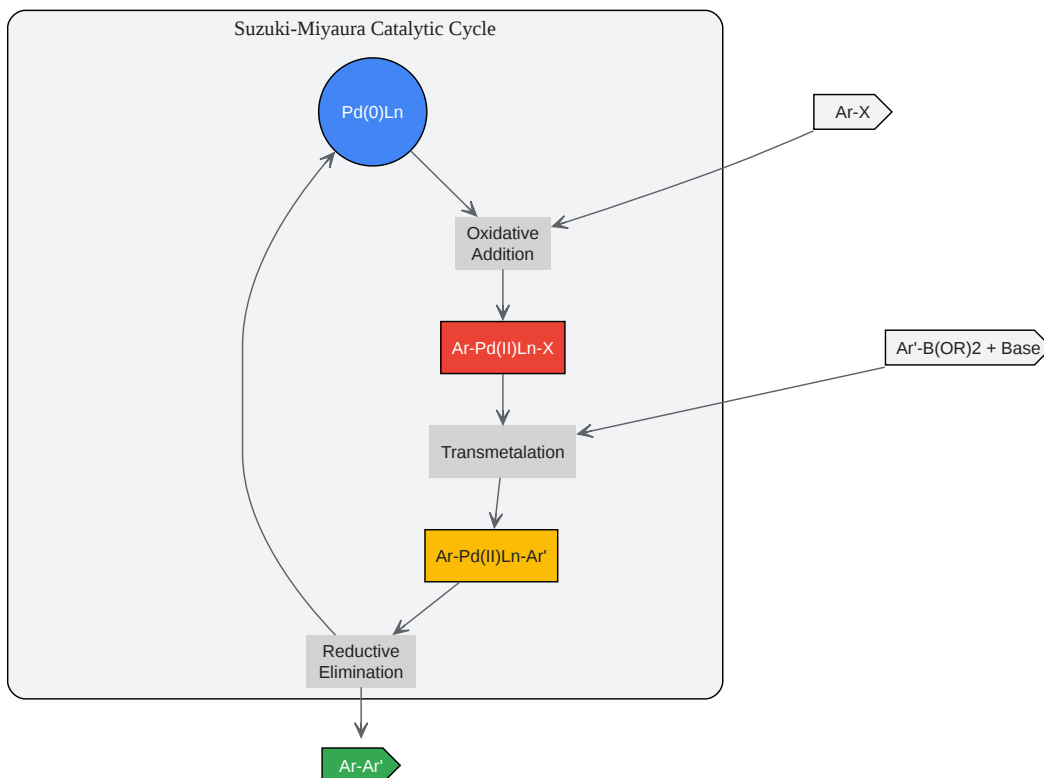 Suzuki-Miyaura Catalytic Cycle
Pd(0)Ln
Ar-X
Oxidative
Addition
Ar-Pd(II)Ln-X
Ar'-B(OR)2 + Base
Transmetalation
Ar-Pd(II)Ln-Ar'
Reductive
Elimination
Ar-Ar'